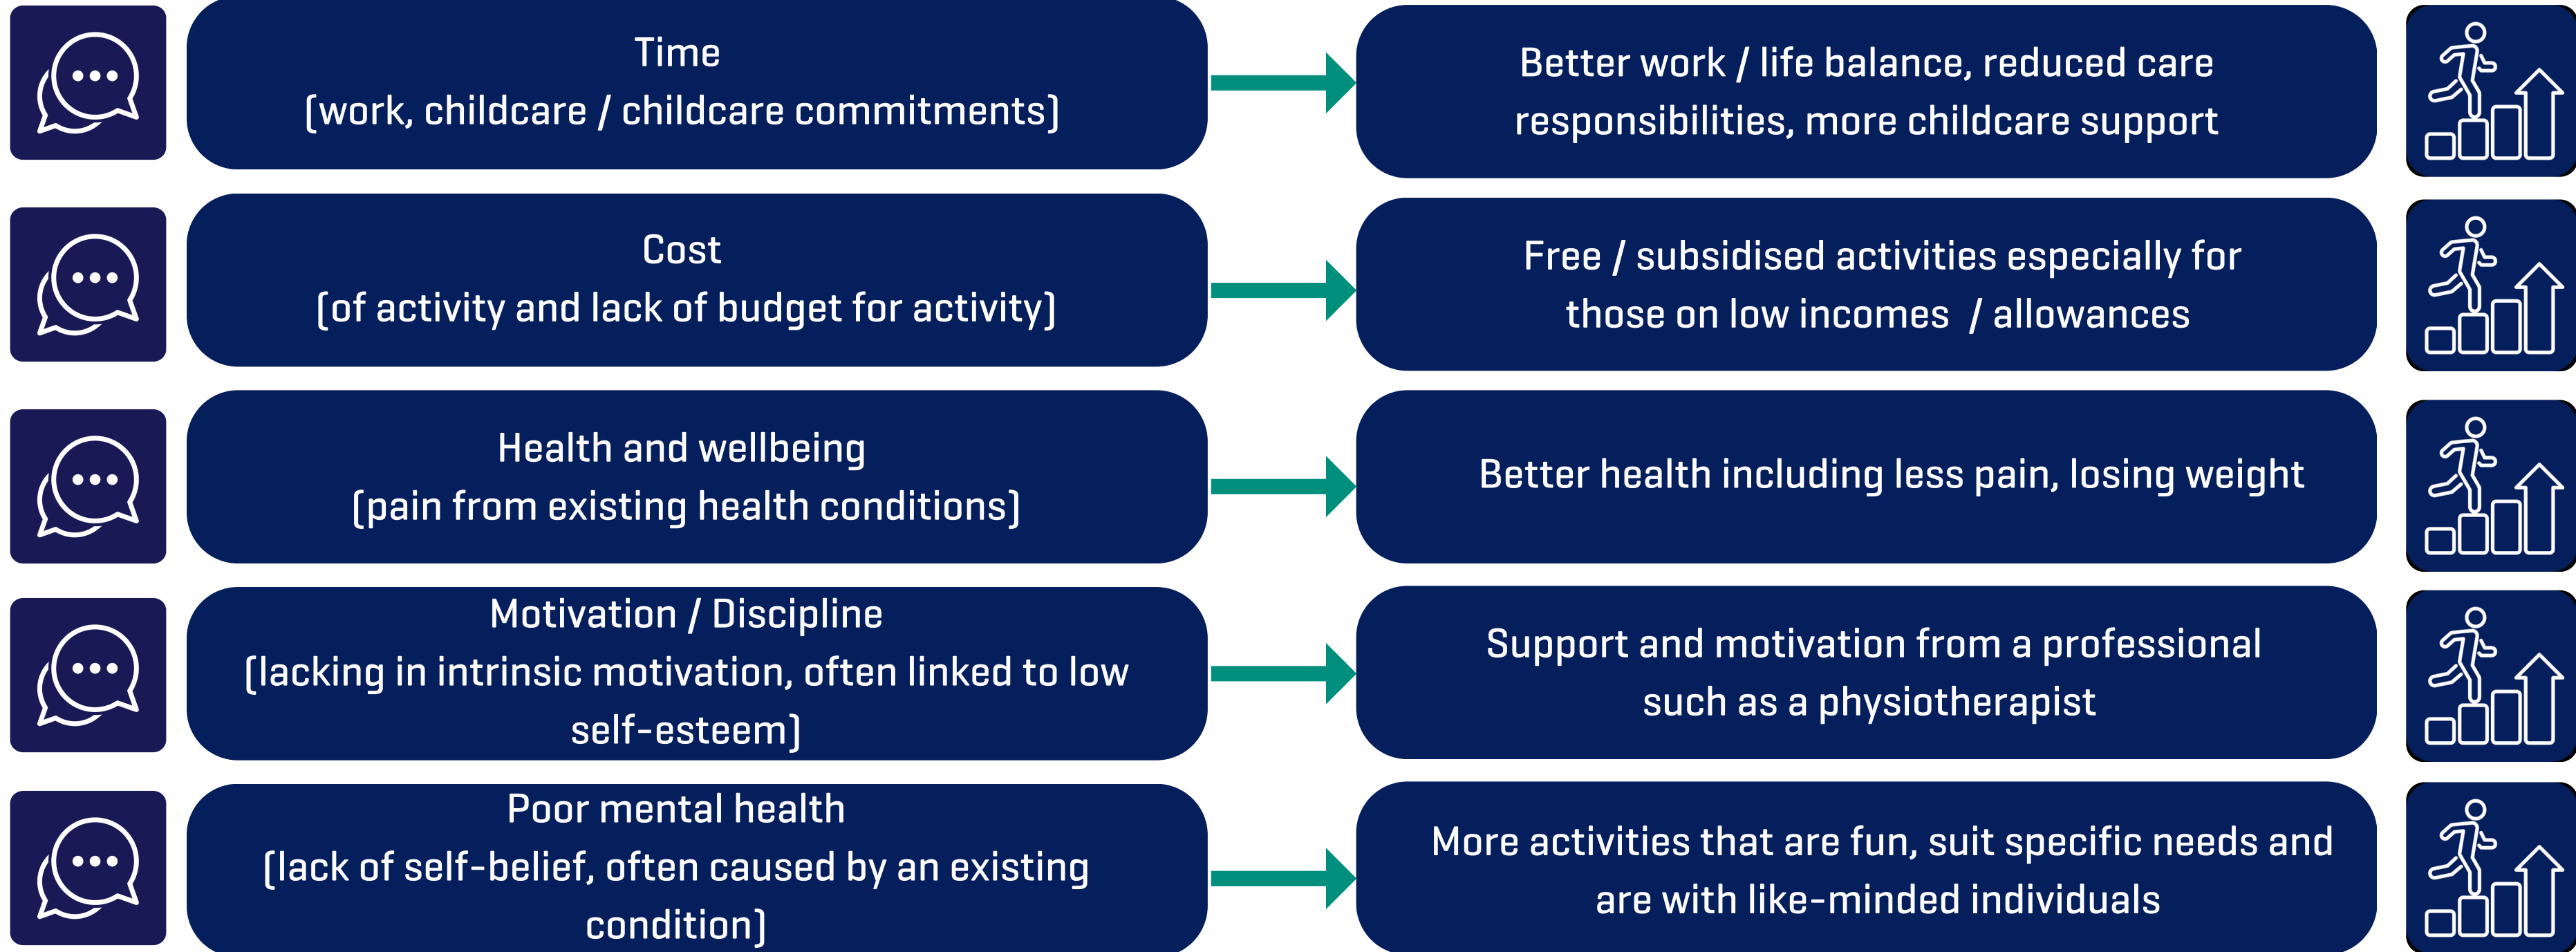 Time
(work, childcare / childcare commitments)
Better work / life balance, reduced care
responsibilities, more childcare support
Cost
(of activity and lack of budget for activity)
Free / subsidised activities especially for
those on low incomes / allowances
Health and wellbeing
(pain from existing health conditions)
Better health including less pain, losing weight
Motivation / Discipline
(lacking in intrinsic motivation, often linked to low
self-esteem)
Support and motivation from a professional
such as a physiotherapist
Poor mental health
(lack of self-belief, often caused by an existing
condition)
More activities that are fun, suit specific needs and
are with like-minded individuals